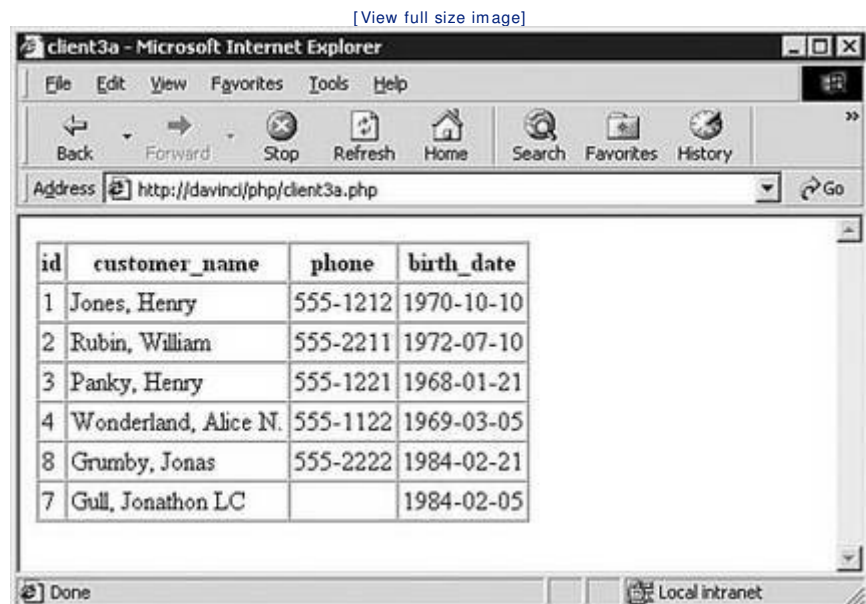 [View full size image]
client3a - Microsoft Internet Explorer
File Edit View Favorites Tools Help
Back Forward Stop Refresh Home Search Favorites History »
Address http://davinci/php/client3a.php Go
id customer_name phone birth_date
1 Jones, Henry 555-1212 1970-10-10
2 Rubin, William 555-2211 1972-07-10
3 Panky, Henry 555-1221 1968-01-21
4 Wonderland, Alice N. 555-1122 1969-03-05
8 Grumby, Jonas 555-2222 1984-02-21
7 Gull, Jonathon LC 1984-02-05
Done Local intranet